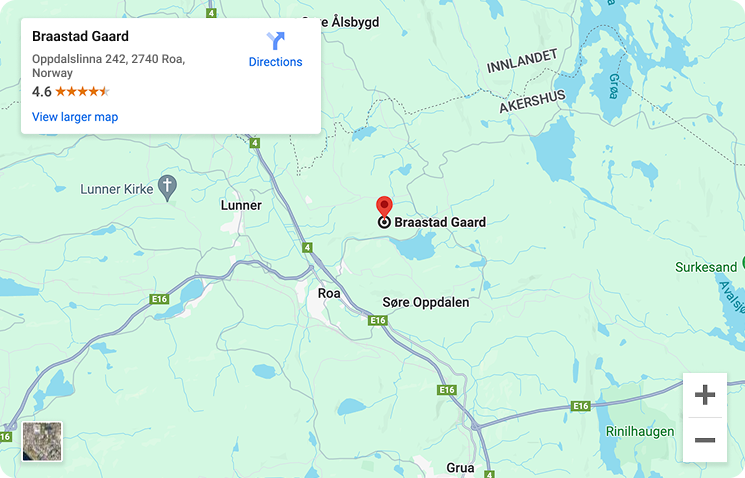 Søre Ålsbygd
4
Braastad Gaard
Oppdalslinna 242, 2740 Roa,
Norway
4.6
Directions
View larger map
INNLANDET
AKERSHUS
Grøa
4
Lunner Kirke
Lunner
Braastad Gaard
4
Surkesand
Avalsjø
E16
Roa
Søre Oppdalen
E16
E16
E16
16
Rinilhaugen
Grua
4